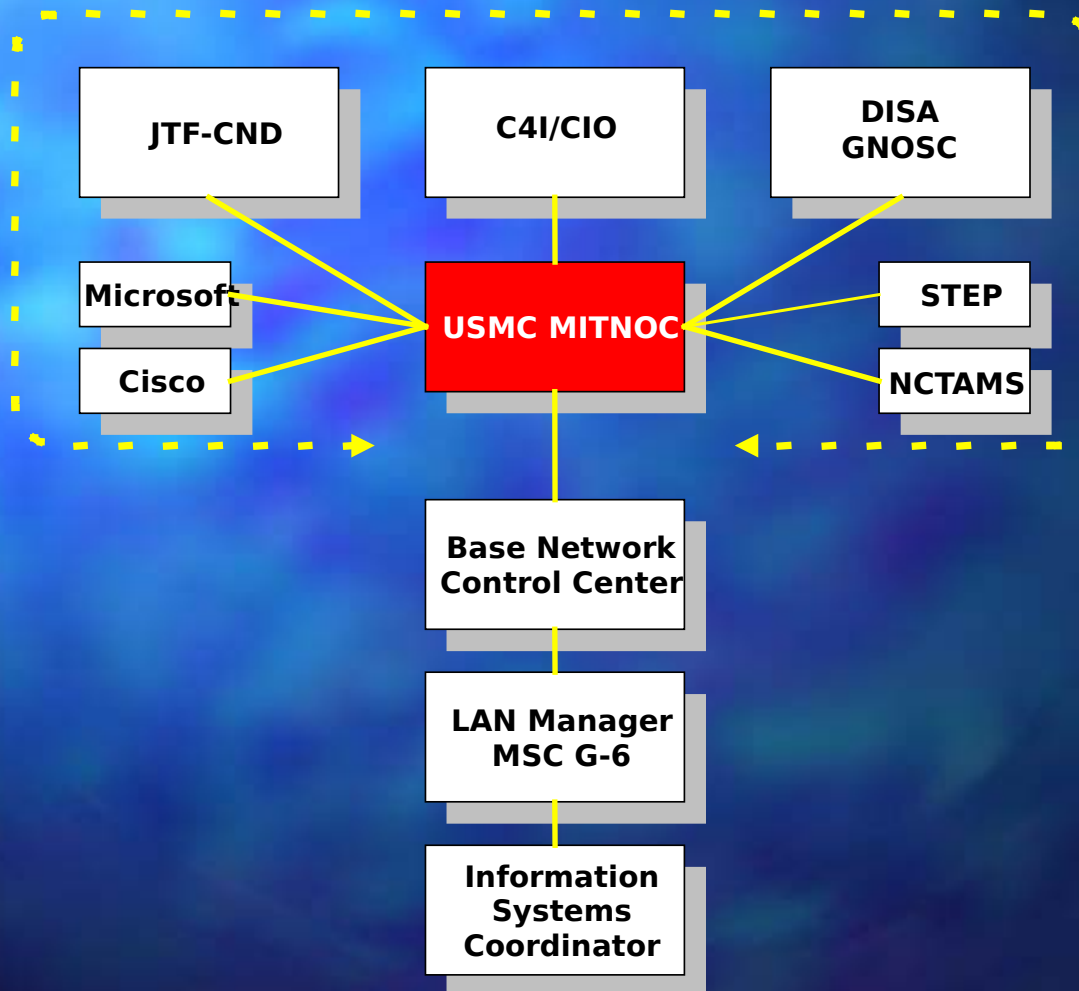 JTF-CND
C4I/CIO
DISA
GNOSC
Microsoft
USMC MITNOC
STEP
Cisco
NCTAMS
Base Network
Control Center
LAN Manager
MSC G-6
Information
Systems
Coordinator